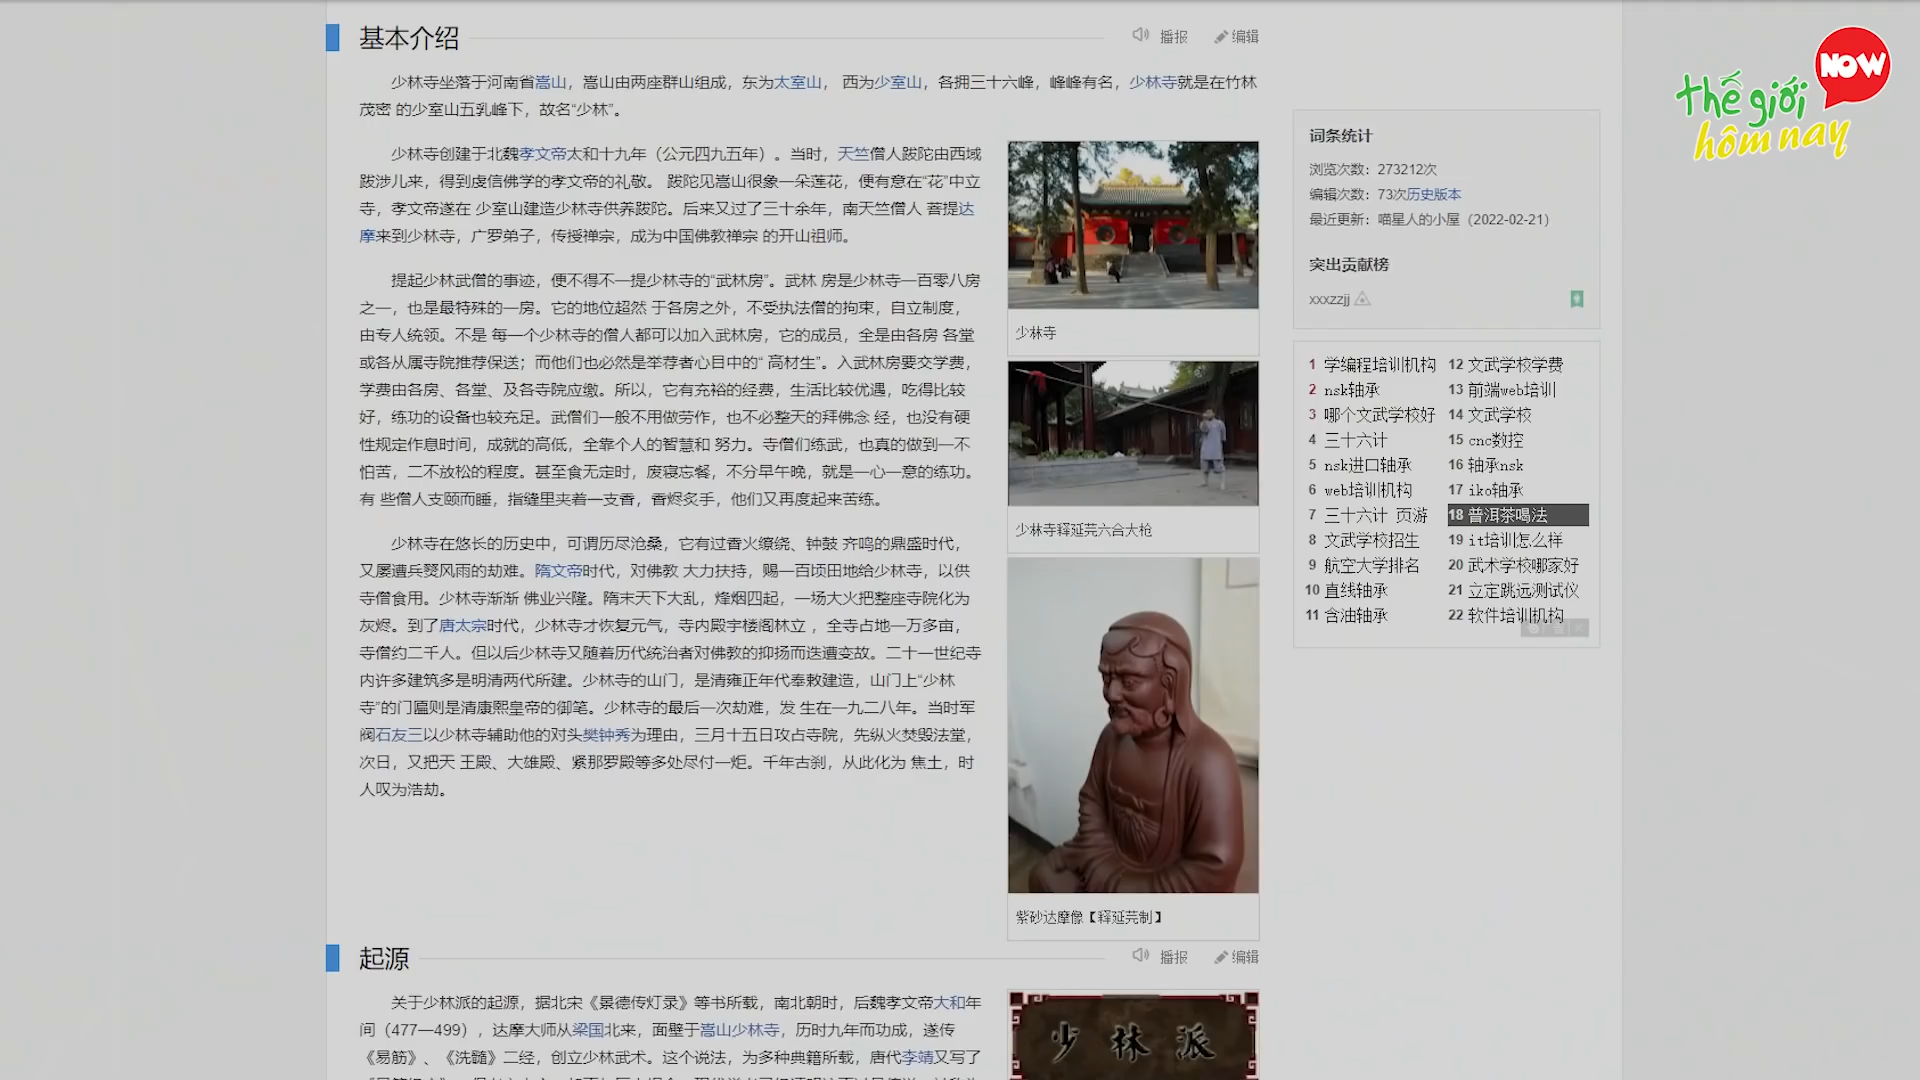 基本介绍
播报
编辑
少林寺坐落于河南省嵩山，嵩山由两座群山组成，东为太室山， 西为少室山，各拥三十六峰，峰峰有名，少林寺就是在竹林
茂密 的少室山五乳峰下，故名“少林”。
少林寺创建于北魏孝文帝太和十九年（公元四九五年）。当时，天竺僧人跋陀由西域
跋涉儿来，得到虔信佛学的孝文帝的礼敬。 跋陀见嵩山很象一朵莲花，便有意在“花”中立
寺，孝文帝遂在 少室山建造少林寺供养跋陀。后来又过了三十余年，南天竺僧人 菩提达
摩来到少林寺，广罗弟子，传授禅宗，成为中国佛教禅宗 的开山祖师。
提起少林武僧的事迹，便不得不一提少林寺的“武林房”。武林 房是少林寺一百零八房
之一，也是最特殊的一房。它的地位超然 于各房之外，不受执法僧的拘束，自立制度，
由专人统领。不是 每一个少林寺的僧人都可以加入武林房，它的成员，全是由各房 各堂
或各从属寺院推荐保送；而他们也必然是举荐者心目中的“ 高材生”。入武林房要交学费，
学费由各房、各堂、及各寺院应缴。所以，它有充裕的经费，生活比较优遇，吃得比较
好，练功的设备也较充足。武僧们一般不用做劳作，也不必整天的拜佛念 经，也没有硬
性规定作息时间，成就的高低，全靠个人的智慧和 努力。寺僧们练武，也真的做到一不
怕苦，二不放松的程度。甚至食无定时，废寝忘餐，不分早午晚，就是一心一意的练功。
有 些僧人支颐而睡，指缝里夹着一支香，香烬炙手，他们又再度起来苦练。
少林寺在悠长的历史中，可谓历尽沧桑，它有过香火缭绕、钟鼓 齐鸣的鼎盛时代，
又屡遭兵燹风雨的劫难。隋文帝时代，对佛教 大力扶持，赐一百顷田地给少林寺，以供
寺僧食用。少林寺渐渐 佛业兴隆。隋末天下大乱，烽烟四起，一场大火把整座寺院化为
灰烬。到了唐太宗时代，少林寺才恢复元气，寺内殿宇楼阁林立 ，全寺占地一万多亩，
寺僧约二千人。但以后少林寺又随着历代统治者对佛教的抑扬而迭遭变故。二十一世纪寺
内许多建筑多是明清两代所建。少林寺的山门，是清雍正年代奉敕建造，山门上“少林
寺”的门匾则是清康熙皇帝的御笔。少林寺的最后一次劫难，发 生在一九二八年。当时军
阀石友三以少林寺辅助他的对头樊钟秀为理由，三月十五日攻占寺院，先纵火焚毁法堂，
次日，又把天 王殿、大雄殿、紧那罗殿等多处尽付一炬。千年古刹，从此化为 焦土，时
人叹为浩劫。
少林寺
少林寺释延芫六合大枪
紫砂达摩像【释延芫制】
起源
播报
编辑
关于少林派的起源，据北宋《景德传灯录》等书所载，南北朝时，后魏孝文帝大和年
间（477—499），达摩大师从梁国北来，面壁于嵩山少林寺，历时九年而功成，遂传
《易筋》、《洗髓》二经，创立少林武术。这个说法，为多种典籍所载，唐代李靖又写了
少林派
词条统计
浏览次数：273212次
编辑次数：73次历史版本
最近更新：喵星人的小屋（2022-02-21）
突出贡献榜
xxxzzjj
1 学编程培训机构 12 文武学校学费
2 nsk轴承 13 前端web培训
3 哪个文武学校好 14 文武学校
4 三十六计 15 cnc数控
5 nsk进口轴承 16 轴承nsk
6 web培训机构 17 iko轴承
7 三十六计 页游 18 普洱茶喝法
8 文武学校招生 19 it培训怎么样
9 航空大学排名 20 武术学校哪家好
10 直线轴承 21 立定跳远测试仪
11 含油轴承 22 软件培训机构
NOW
thế giới
hôm nay